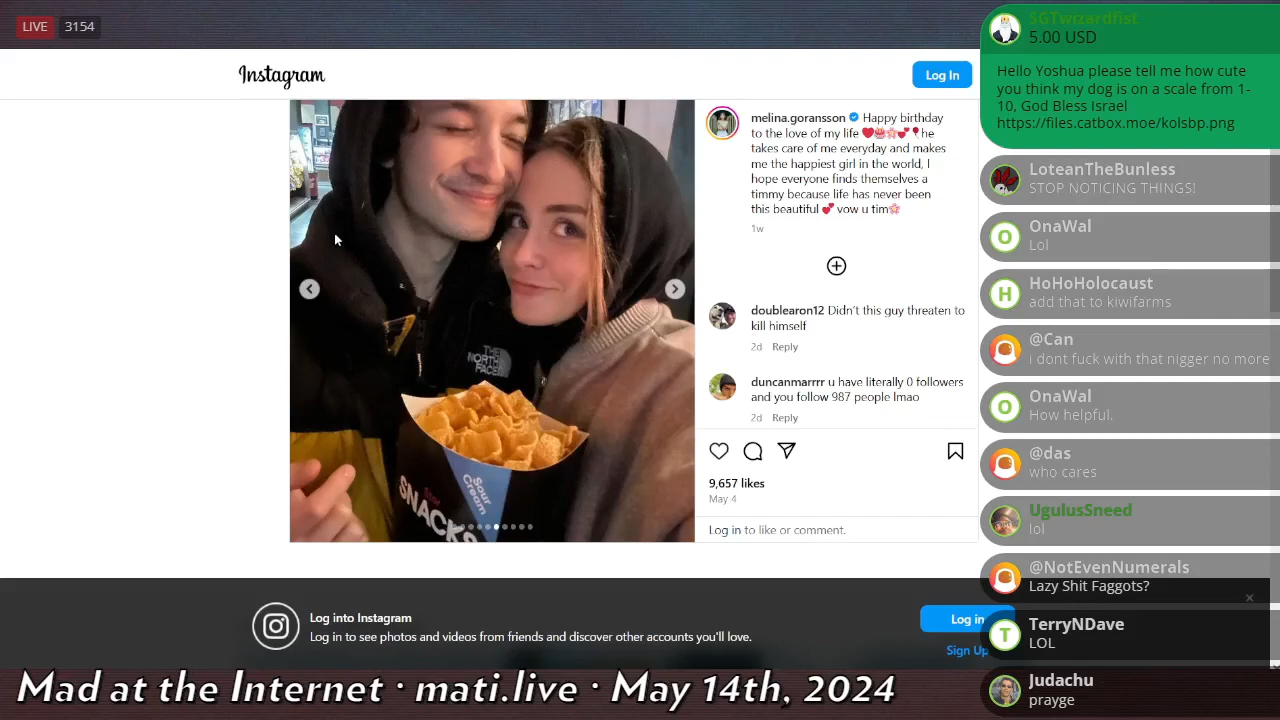 LIVE
3154
Instagram
Log In
melina.goransson Happy birthday
to the love of my life ❤️🎂🌸💕🎈he
takes care of me everyday and makes
me the happiest girl in the world, I
hope everyone finds themselves a
timmy because life has never been
this beautiful 💕 vow u tim🌸
1w
doublearon12 Didn't this guy threaten to
kill himself
2d Reply
duncanmarrrr u have literally 0 followers
and you follow 987 people lmao
2d Reply
9,657 likes
May 4
Log in to like or comment.
THE
NORTH
FACE
Sour
Cream
SNACKS
Log into Instagram
Log in to see photos and videos from friends and discover other accounts you'll love.
Log in
Sign Up
SGTwizardfist
5.00 USD
Hello Yoshua please tell me how cute
you think my dog is on a scale from 1-
10, God Bless Israel
https://files.catbox.moe/kolsbp.png
LoteanTheBunless
STOP NOTICING THINGS!
O
OnaWal
Lol
H
HoHoHolocaust
add that to kiwifarms
@Can
i dont fuck with that nigger no more
O
OnaWal
How helpful.
@das
who cares
UgulusSneed
lol
@NotEvenNumerals
Lazy Shit Faggots?
T
TerryNDave
LOL
Judachu
prayge
Mad at the Internet · mati.live · May 14th, 2024